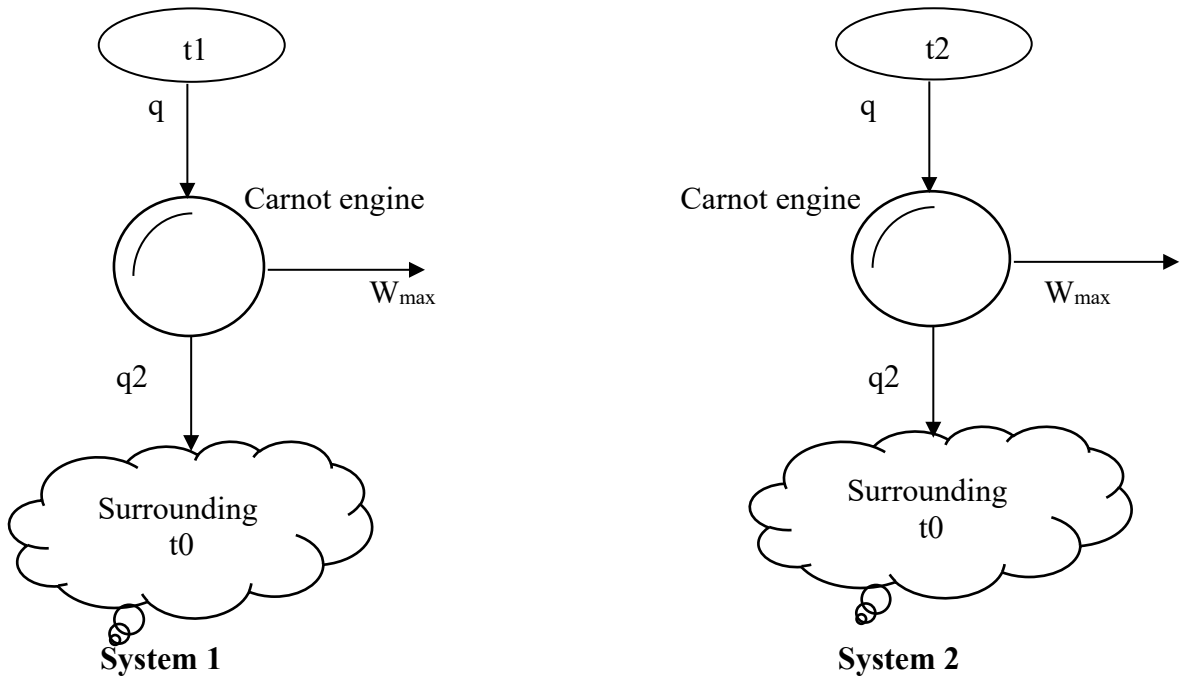 t1
q
Carnot engine
Wmax
q2
Surrounding
t0
System 1
t2
q
Carnot engine
Wmax
q2
Surrounding
t0
System 2